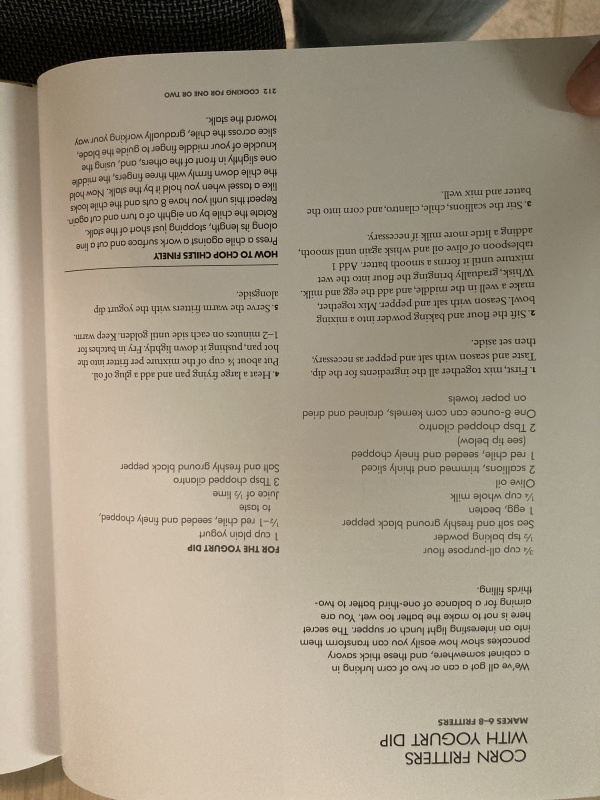 CORN FRITTERS
WITH YOGURT DIP
MAKES 6–8 FRITTERS
We've all got a can or two of corn lurking in
a cabinet somewhere, and these thick savory
pancakes show how easily you can transform them
into an interesting light lunch or supper. The secret
here is not to make the batter too wet. You are
aiming for a balance of one-third batter to two-
thirds filling.
¾ cup all-purpose flour
½ tsp baking powder
Sea salt and freshly ground black pepper
1 egg, beaten
¼ cup whole milk
Olive oil
2 scallions, trimmed and thinly sliced
1 red chile, seeded and finely chopped
(see tip below)
2 Tbsp chopped cilantro
One 8-ounce can corn kernels, drained and dried
on paper towels
FOR THE YOGURT DIP
1 cup plain yogurt
½–1 red chile, seeded and finely chopped,
to taste
Juice of ½ lime
3 Tbsp chopped cilantro
Salt and freshly ground black pepper
1. First, mix together all the ingredients for the dip.
Taste and season with salt and pepper as necessary,
then set aside.
2. Sift the flour and baking powder into a mixing
bowl. Season with salt and pepper. Mix together,
make a well in the middle, and add the egg and milk.
Whisk, gradually bringing the flour into the wet
mixture until it forms a smooth batter. Add 1
tablespoon of olive oil and whisk again until smooth,
adding a little more milk if necessary.
3. Stir the scallions, chile, cilantro, and corn into the
batter and mix well.
4. Heat a large frying pan and add a glug of oil.
Put about ¼ cup of the mixture per fritter into the
hot pan, pushing it down lightly. Fry in batches for
1–2 minutes on each side until golden. Keep warm.
5. Serve the warm fritters with the yogurt dip
alongside.
HOW TO CHOP CHILES FINELY
Press a chile against a work surface and cut a line
along its length, stopping just short of the stalk.
Rotate the chile by an eighth of a turn and cut again.
Repeat this until you have 8 cuts and the chile looks
like a tassel when you hold it by the stalk. Now hold
the chile down firmly with three fingers, the middle
one slightly in front of the others, and, using the
knuckle of your middle finger to guide the blade,
slice across the chile, gradually working your way
toward the stalk.
212 COOKING FOR ONE OR TWO